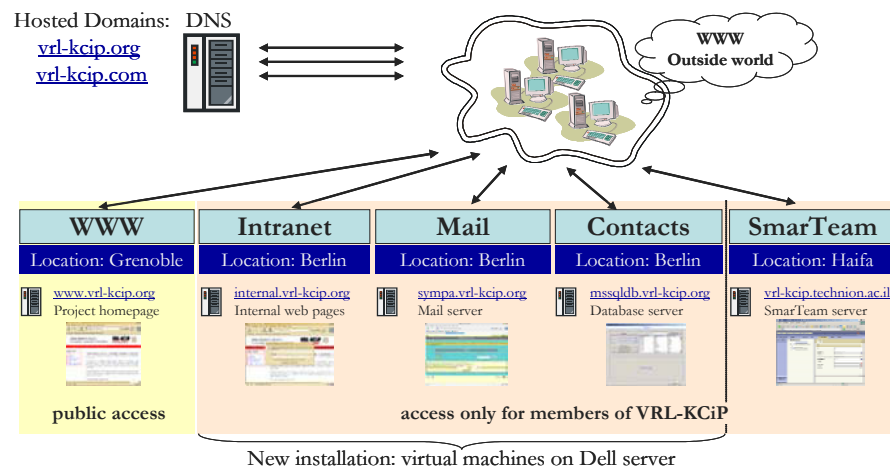 Hosted Domains: DNS
vrl-kcip.org
vrl-kcip.com
WWW
Outside world
WWW
Intranet
Mail
Contacts
SmarTeam
Location: Grenoble
Location: Berlin
Location: Berlin
Location: Berlin
Location: Haifa
www.vrl-kcip.org
Project homepage
internal.vrl-kcip.org
Internal web pages
sympa.vrl-kcip.org
Mail server
mssqldb.vrl-kcip.org
Database server
vrl-kcip.technion.ac.il
SmarTeam server
public access
access only for members of VRL-KCiP
New installation: virtual machines on Dell server